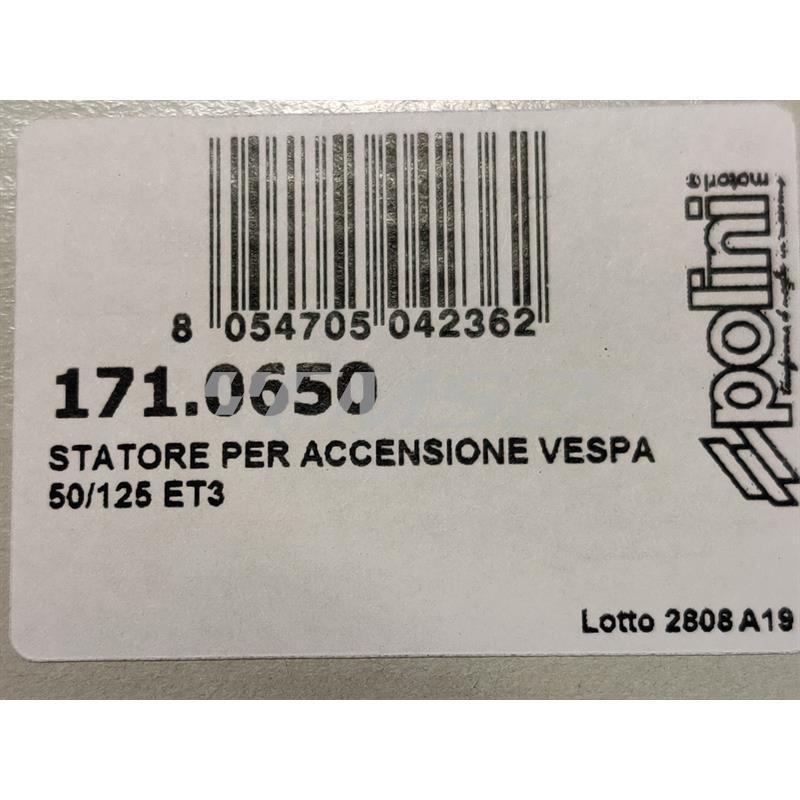 8 054705 042362
171.0650
STATORE PER ACCENSIONE VESPA
50/125 ET3
Lotto 2808 A19
polini
motori